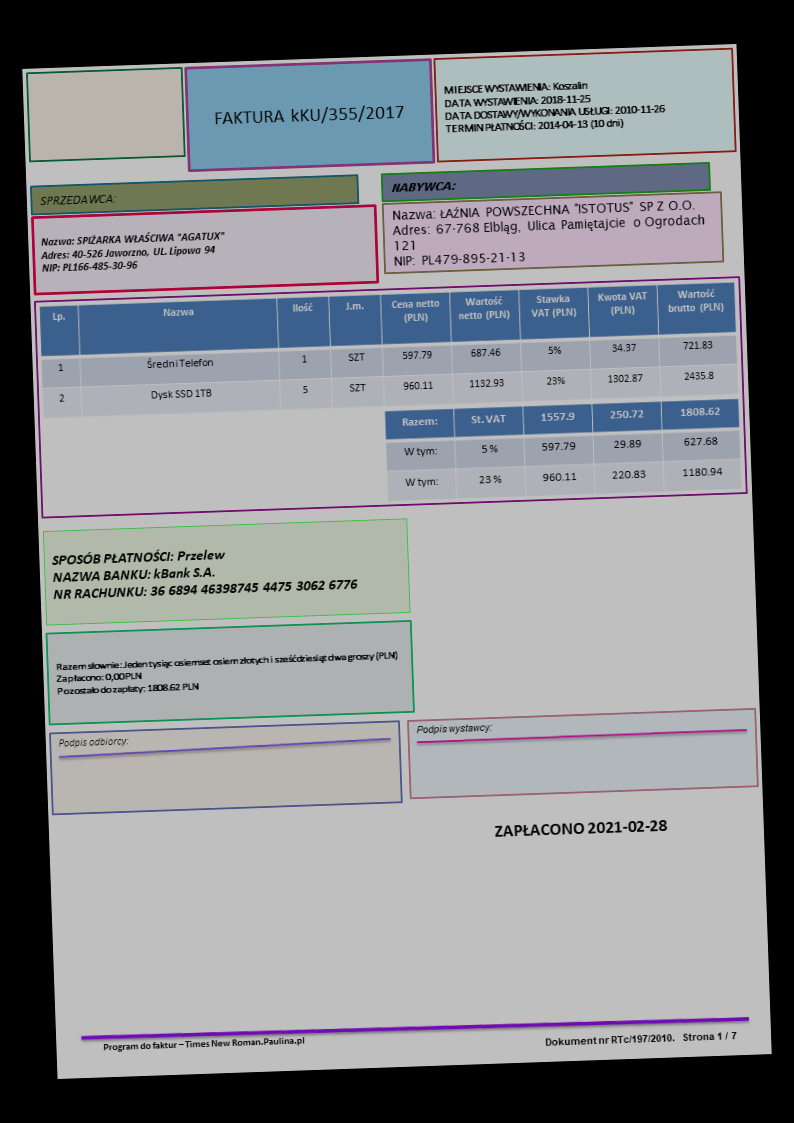 FAKTURA kKU/355/2017
MIEJSCE WYSTAWIENIA: Koszalin
DATA WYSTAWIENIA: 2018-11-25
DATA DOSTAWY/WYKONANIA USŁUGI: 2010-11-26
TERMIN PŁATNOŚCI: 2014-04-13 (10 dni)
SPRZEDAWCA:
Nazwa: SPIŻARKA WŁAŚCIWA "AGATUX"
Adres: 40-526 Jaworzno, UL. Lipowa 94
NIP: PL166-485-30-96
NABYWCA:
Nazwa: ŁAŹNIA POWSZECHNA "ISTOTUS" SP Z O.O.
Adres: 67-768 Elbląg, Ulica Pamiętajcie o Ogrodach
121
NIP: PL479-895-21-13
Lp. Nazwa Ilość J.m. Cena netto (PLN) Wartość netto (PLN) Stawka VAT (PLN) Kwota VAT (PLN) Wartość brutto (PLN)
1 Średni Telefon 1 SZT 597.79 687.46 5% 34.37 721.83
2 Dysk SSD 1TB 5 SZT 960.11 1132.93 23% 1302.87 2435.8
Razem: St. VAT 1557.9 250.72 1808.62
W tym: 5 % 597.79 29.89 627.68
W tym: 23 % 960.11 220.83 1180.94
SPOSÓB PŁATNOŚCI: Przelew
NAZWA BANKU: kBank S.A.
NR RACHUNKU: 36 6894 46398745 4475 3062 6776
Razem słownie: Jeden tysiąc osiemset osiem złotych i sześćdziesiąt dwa groszy (PLN)
Zapłacono: 0,00 PLN
Pozostało do zapłaty: 1808.62 PLN
Podpis odbiorcy:
Podpis wystawcy:
ZAPŁACONO 2021-02-28
Program do faktur – Times New Roman.Paulina.pl
Dokument nr RTc/197/2010. Strona 1 / 7